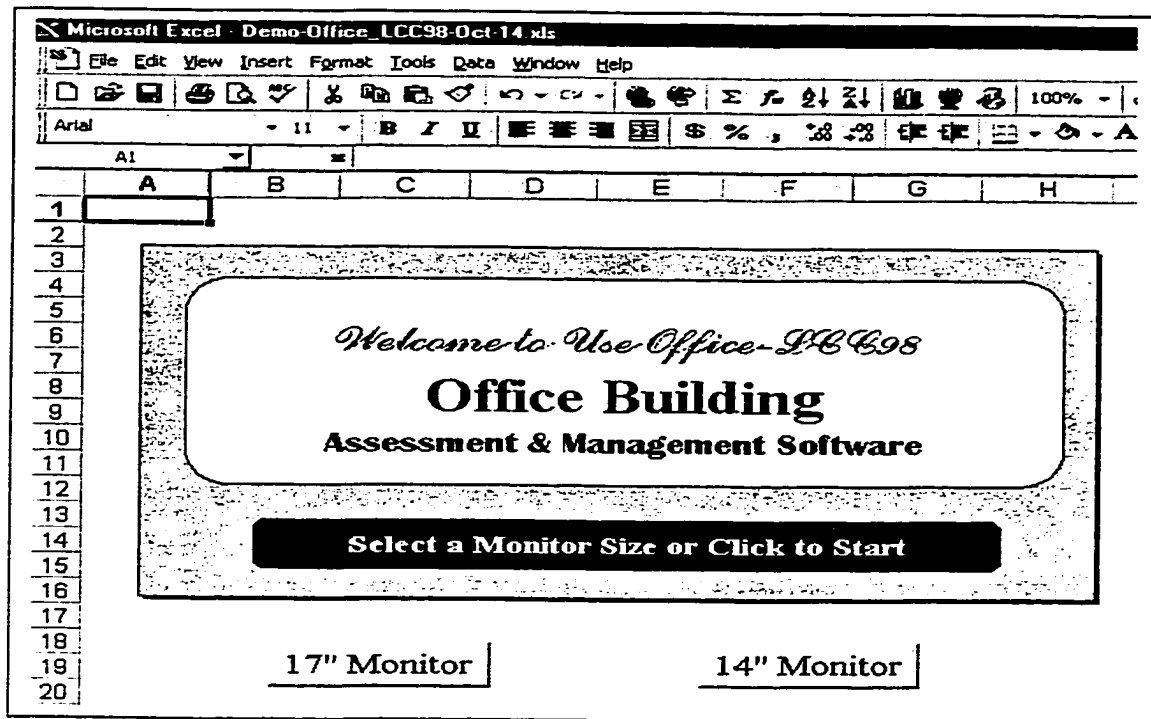 Microsoft Excel - Demo-Office_LCC98-Oct-14.xls
File Edit View Insert Format Tools Data Window Help
100%
Arial 11 B I U $ % , .00 .00 A
A1 =
A B C D E F G H
1
2
3
4
5
6
7
8
9
10
11
12
13
14
15
16
17
18
19
20
Welcome to Use Office-LCC98
Office Building
Assessment & Management Software
Select a Monitor Size or Click to Start
17" Monitor 14" Monitor